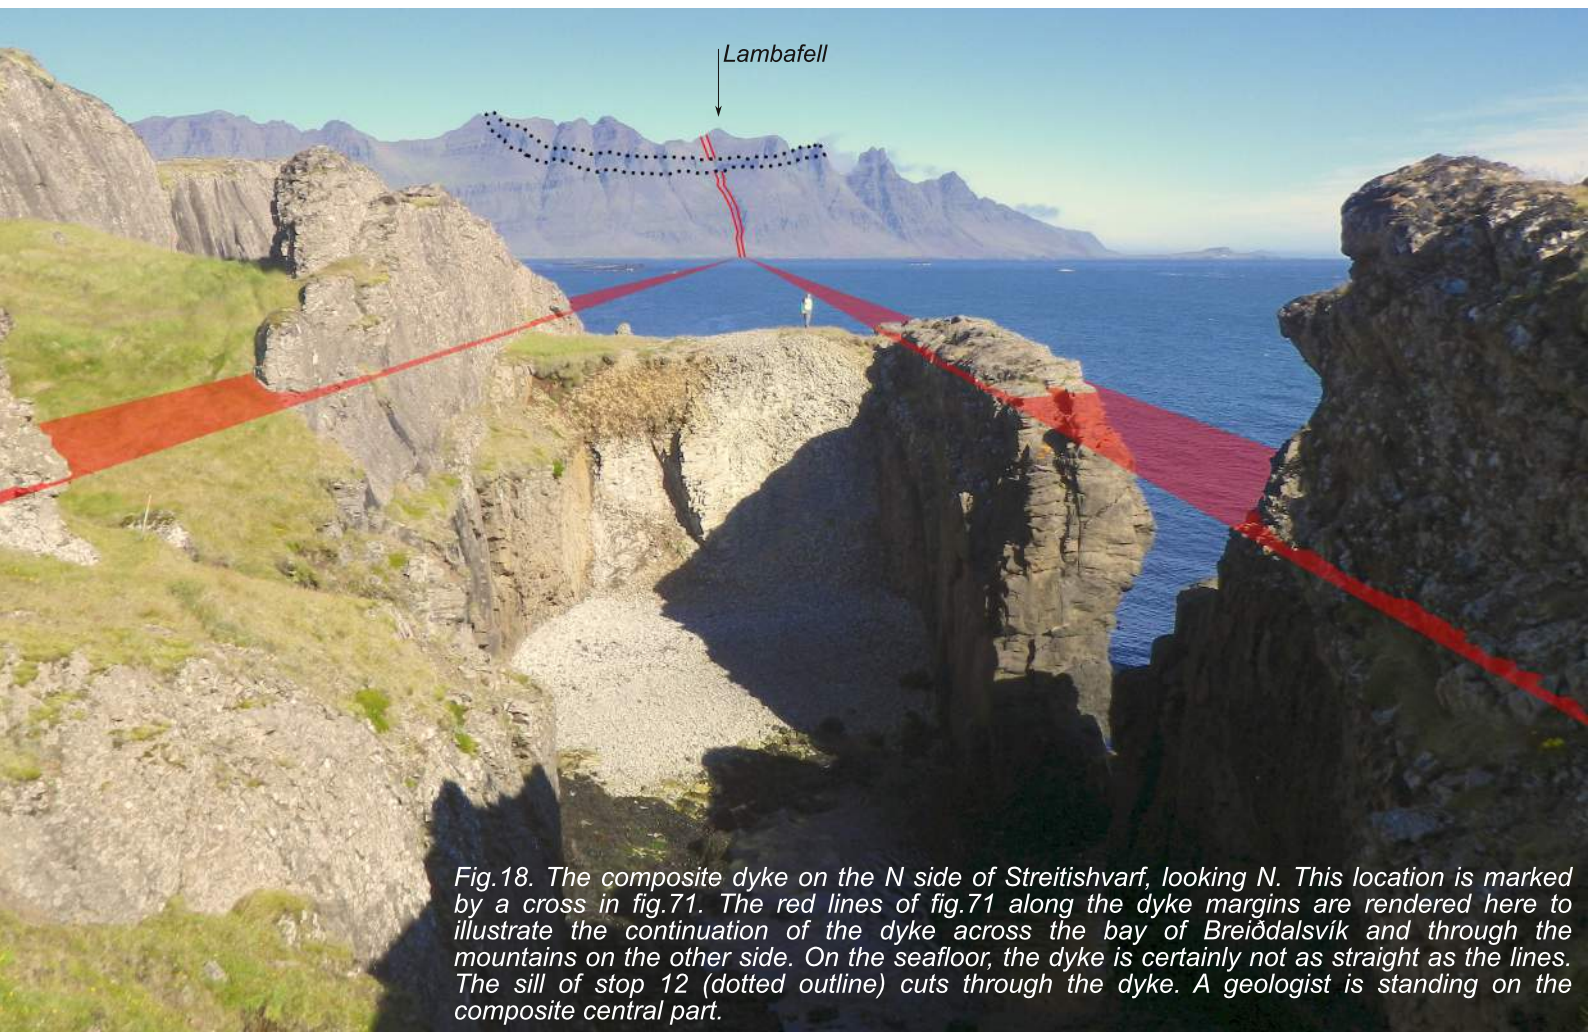 Lambafell
Fig.18. The composite dyke on the N side of Streitishvarf, looking N. This location is marked
by a cross in fig.71. The red lines of fig.71 along the dyke margins are rendered here to
illustrate the continuation of the dyke across the bay of Breiðdalsvík and through the
mountains on the other side. On the seafloor, the dyke is certainly not as straight as the lines.
The sill of stop 12 (dotted outline) cuts through the dyke. A geologist is standing on the
composite central part.